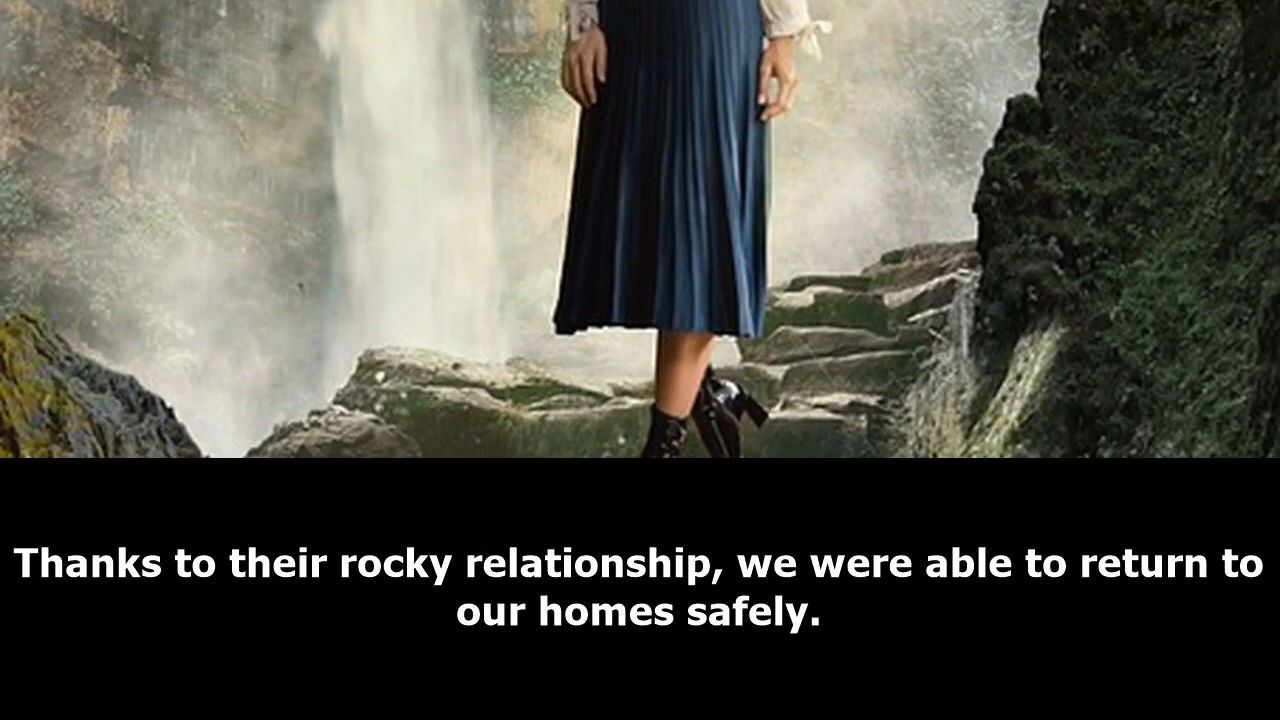 Thanks to their rocky relationship, we were able to return to
our homes safely.